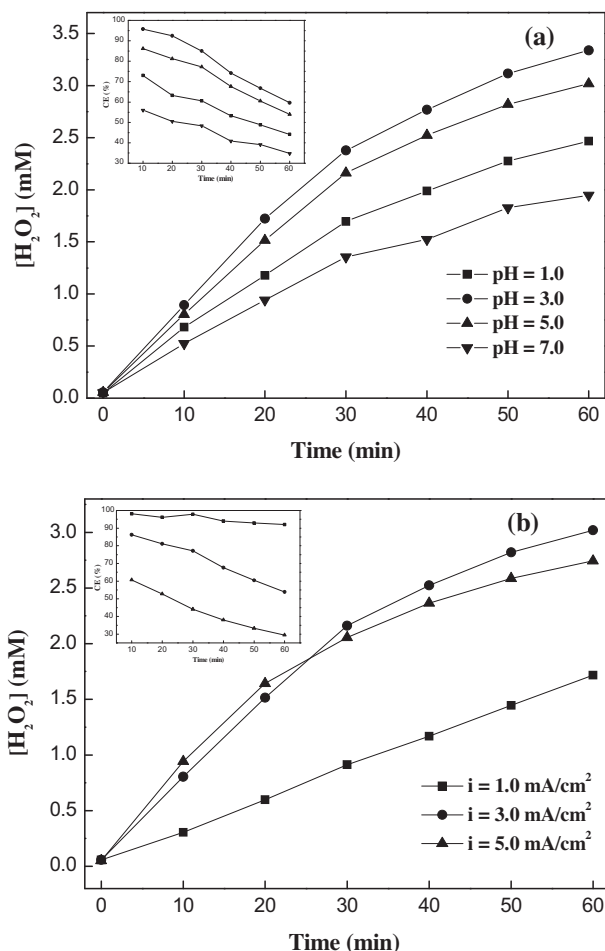 (a)
3.5
3.0
2.5
2.0
1.5
1.0
0.5
0.0
[H₂O₂] (mM)
100
90
80
70
60
50
40
30
CE (%)
10 20 30 40 50 60
Time (min)
pH = 1.0
pH = 3.0
pH = 5.0
pH = 7.0
0 10 20 30 40 50 60
Time (min)
(b)
3.0
2.5
2.0
1.5
1.0
0.5
0.0
[H₂O₂] (mM)
100
90
80
70
60
50
40
30
CE (%)
10 20 30 40 50 60
Time (min)
i = 1.0 mA/cm²
i = 3.0 mA/cm²
i = 5.0 mA/cm²
0 10 20 30 40 50 60
Time (min)